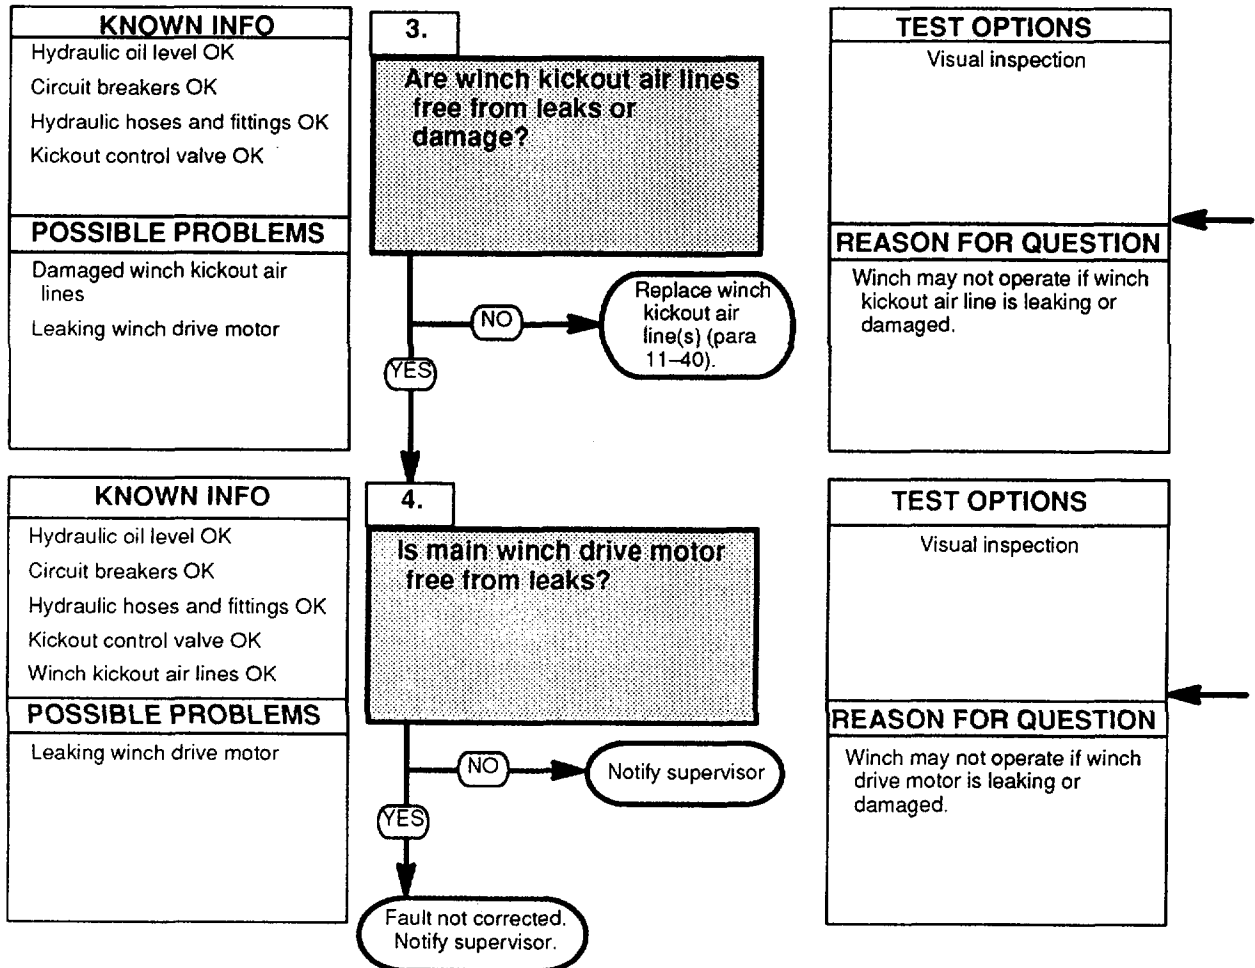 KNOWN INFO
Hydraulic oil level OK
Circuit breakers OK
Hydraulic hoses and fittings OK
Kickout control valve OK
POSSIBLE PROBLEMS
Damaged winch kickout air
lines
Leaking winch drive motor
3.
Are winch kickout air lines
free from leaks or
damage?
NO
Replace winch
kickout air
line(s) (para
11–40).
YES
TEST OPTIONS
Visual inspection
REASON FOR QUESTION
Winch may not operate if winch
kickout air line is leaking or
damaged.
KNOWN INFO
Hydraulic oil level OK
Circuit breakers OK
Hydraulic hoses and fittings OK
Kickout control valve OK
Winch kickout air lines OK
POSSIBLE PROBLEMS
Leaking winch drive motor
4.
Is main winch drive motor
free from leaks?
NO
Notify supervisor
YES
Fault not corrected.
Notify supervisor.
TEST OPTIONS
Visual inspection
REASON FOR QUESTION
Winch may not operate if winch
drive motor is leaking or
damaged.